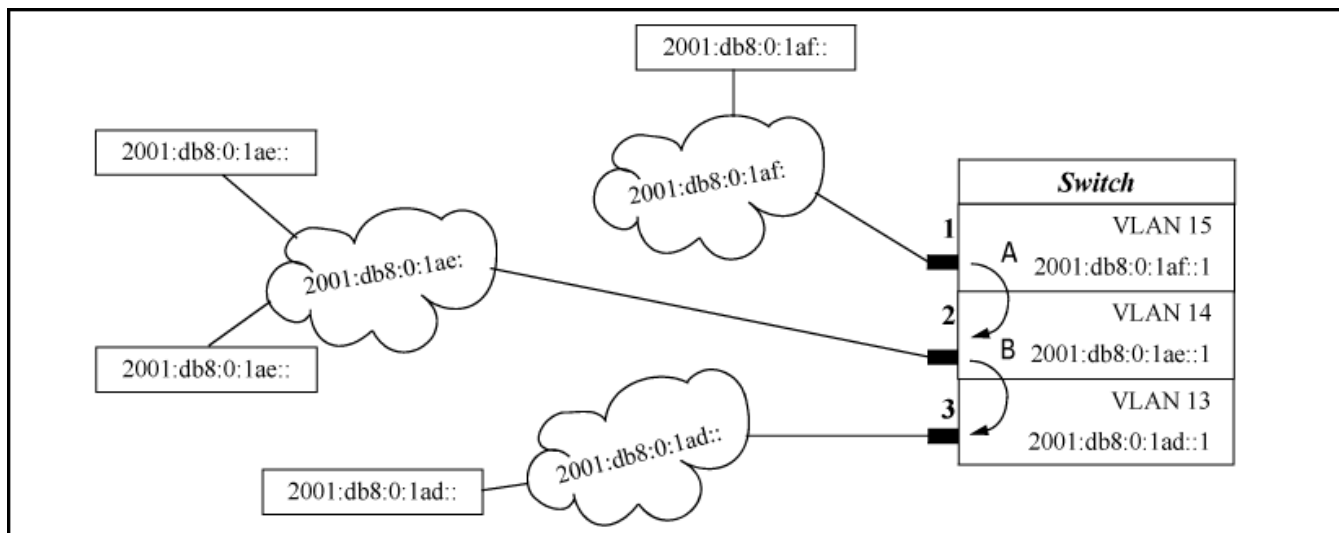 2001:db8:0:1af::
2001:db8:0:1ae::
2001:db8:0:1af:
Switch
1
VLAN 15
A
2001:db8:0:1af::1
2001:db8:0:1ae:
2
VLAN 14
B
2001:db8:0:1ae::1
2001:db8:0:1ae::
3
VLAN 13
2001:db8:0:1ad::1
2001:db8:0:1ad::
2001:db8:0:1ad::